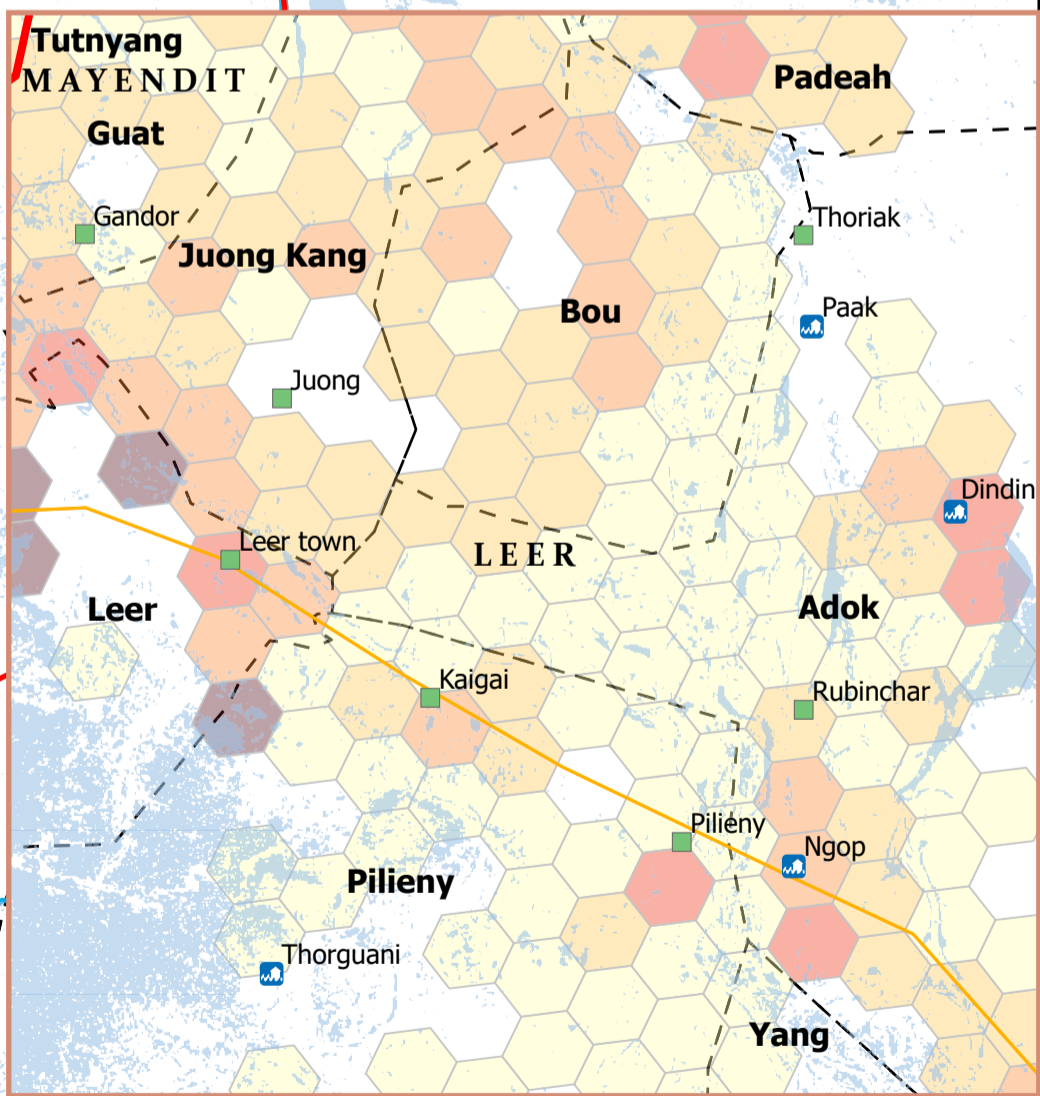 Tutnyang
MAYENDIT
Padeah
Guat
Gandor
Thoriak
Juong Kang
Bou
Paak
Juong
Dindin
Leer town
LEER
Leer
Adok
Kaigai
Rubinchar
Pilieny
Ngop
Pilieny
Thorguani
Yang